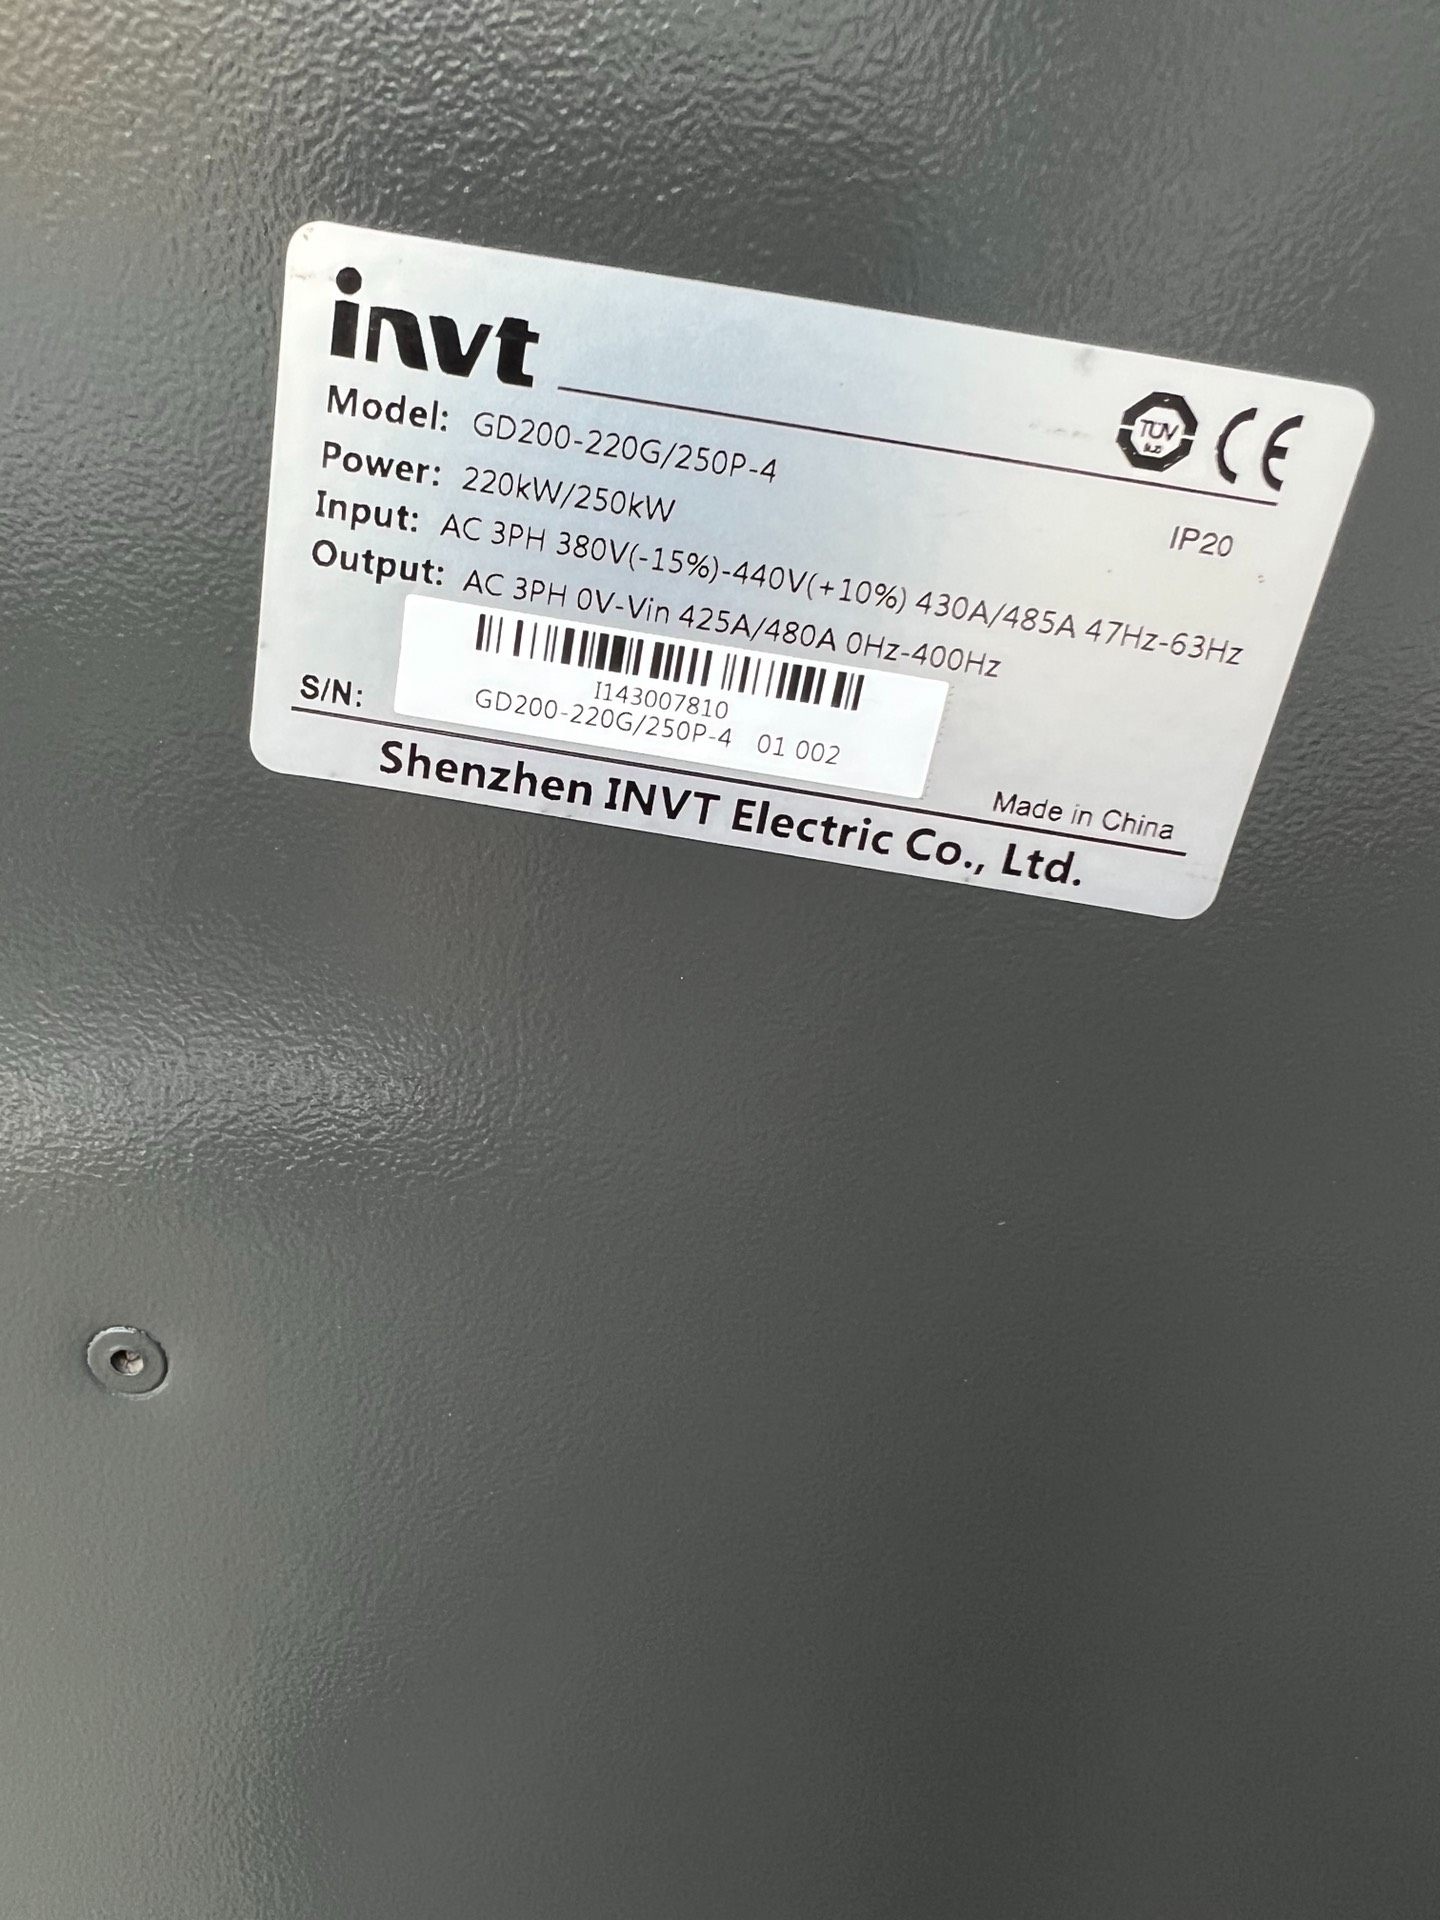 invt
TÜV
CE
Model: GD200-220G/250P-4
IP20
Power: 220kW/250kW
Input: AC 3PH 380V(-15%)-440V(+10%) 430A/485A 47Hz-63Hz
Output: AC 3PH 0V-Vin 425A/480A 0Hz-400Hz
S/N: I143007810
GD200-220G/250P-4 01 002
Made in China
Shenzhen INVT Electric Co., Ltd.